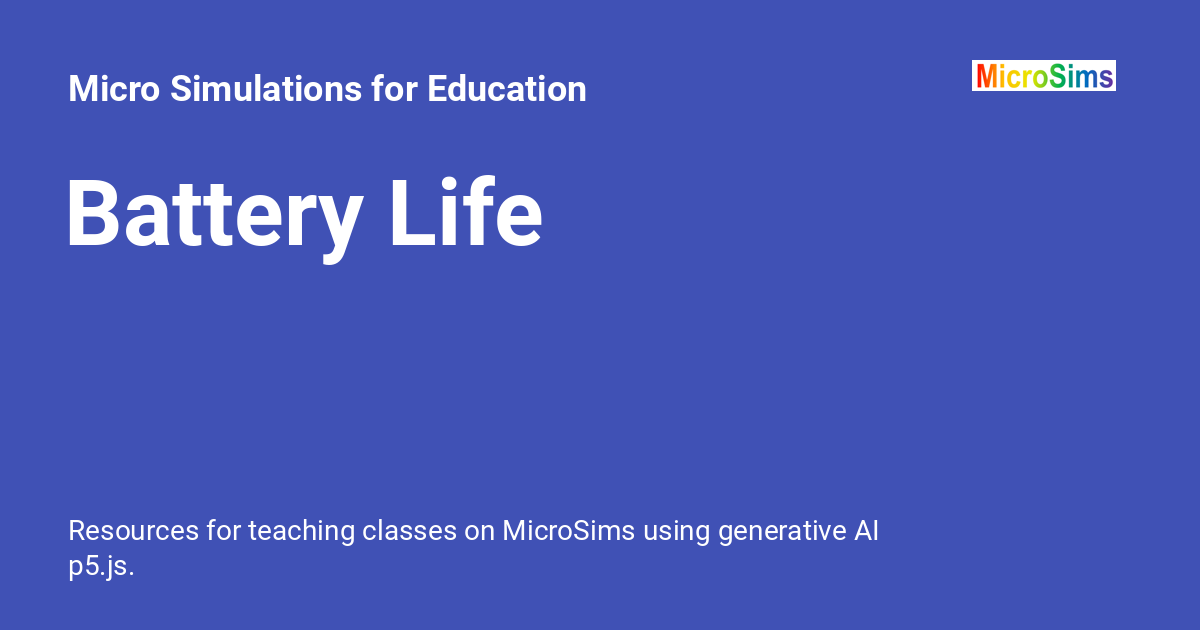 Micro Simulations for Education
MicroSims
Battery Life
Resources for teaching classes on MicroSims using generative AI
p5.js.